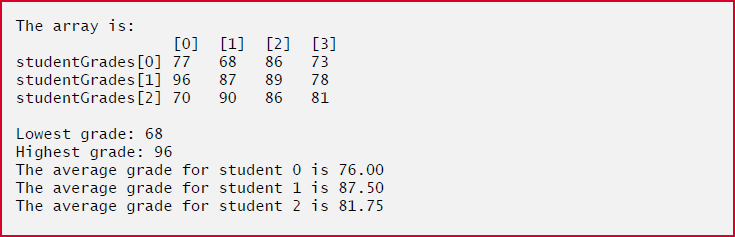 The array is:
                 [0]  [1]  [2]  [3]
studentGrades[0] 77   68   86   73
studentGrades[1] 96   87   89   78
studentGrades[2] 70   90   86   81

Lowest grade: 68
Highest grade: 96
The average grade for student 0 is 76.00
The average grade for student 1 is 87.50
The average grade for student 2 is 81.75